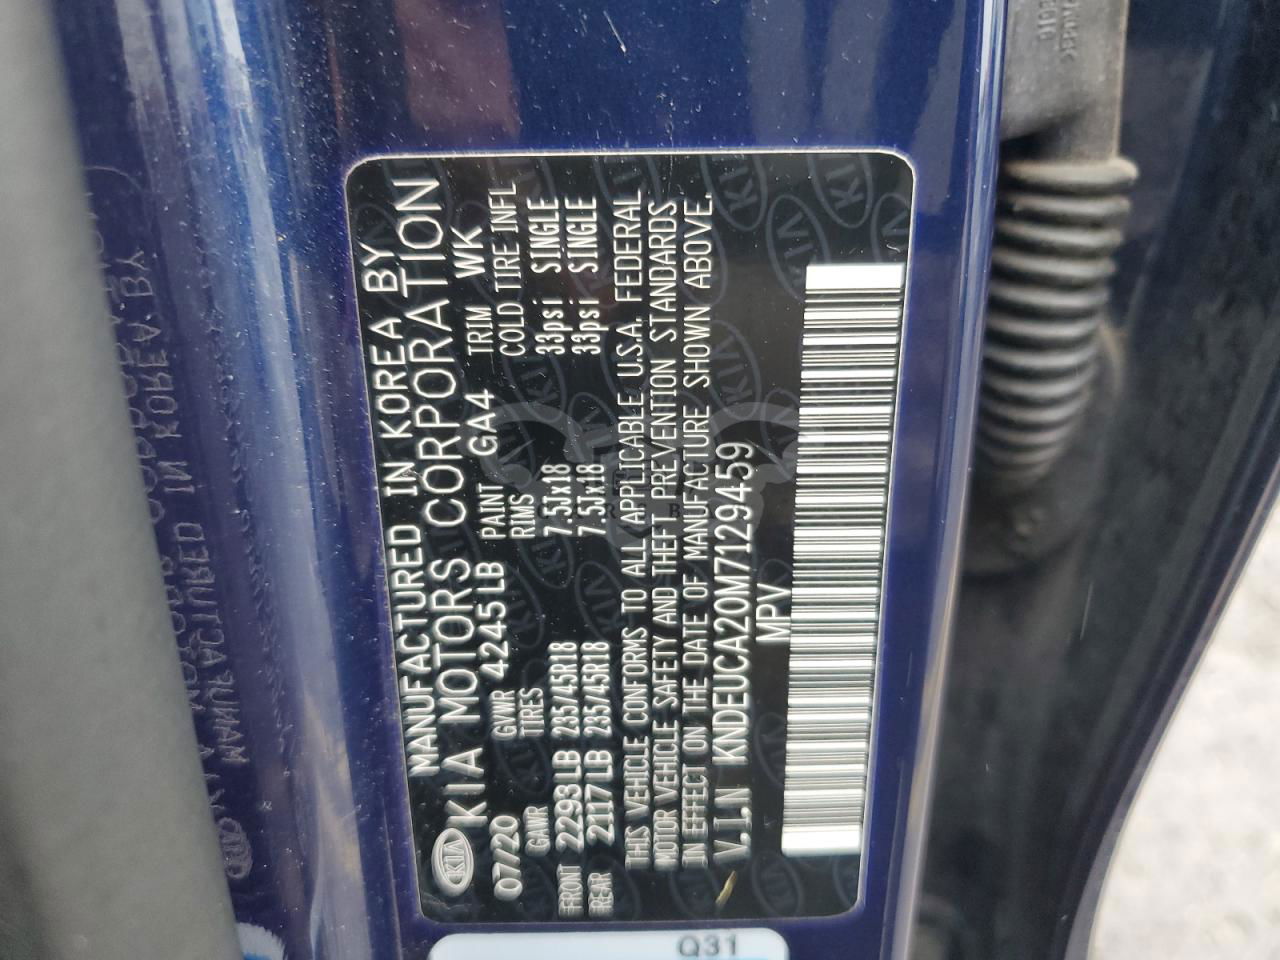 MANUFACTURED IN KOREA BY
KIA KIA MOTORS CORPORATION
07/20 GVWR 4245LB PAINT GA4 TRIM WK
GAWR TIRES RIMS COLD TIRE INFL
FRONT 2293LB 235/45R18 7.5Jx18 33psi SINGLE
REAR 2117LB 235/45R18 7.5Jx18 33psi SINGLE
THIS VEHICLE CONFORMS TO ALL APPLICABLE U.S.A. FEDERAL
MOTOR VEHICLE SAFETY AND THEFT PREVENTION STANDARDS
IN EFFECT ON THE DATE OF MANUFACTURE SHOWN ABOVE.
V.I.N KNDEUCA20M7129459
MPV
Q31